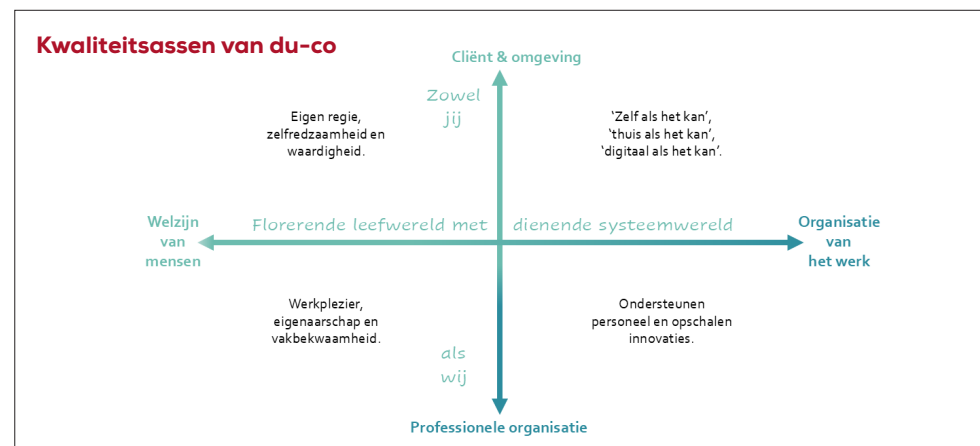 Kwaliteitsassen van du-co
Cliënt & omgeving
Zowel
jij
Eigen regie,
zelfredzaamheid en
waardigheid.
‘Zelf als het kan’,
‘thuis als het kan’,
‘digitaal als het kan’.
Welzijn
van
mensen
Florerende leefwereld met
dienende systeemwereld
Organisatie
van
het werk
Werkplezier,
eigenaarschap en
vakbekwaamheid.
Ondersteunen
personeel en opschalen
innovaties.
als
wij
Professionele organisatie